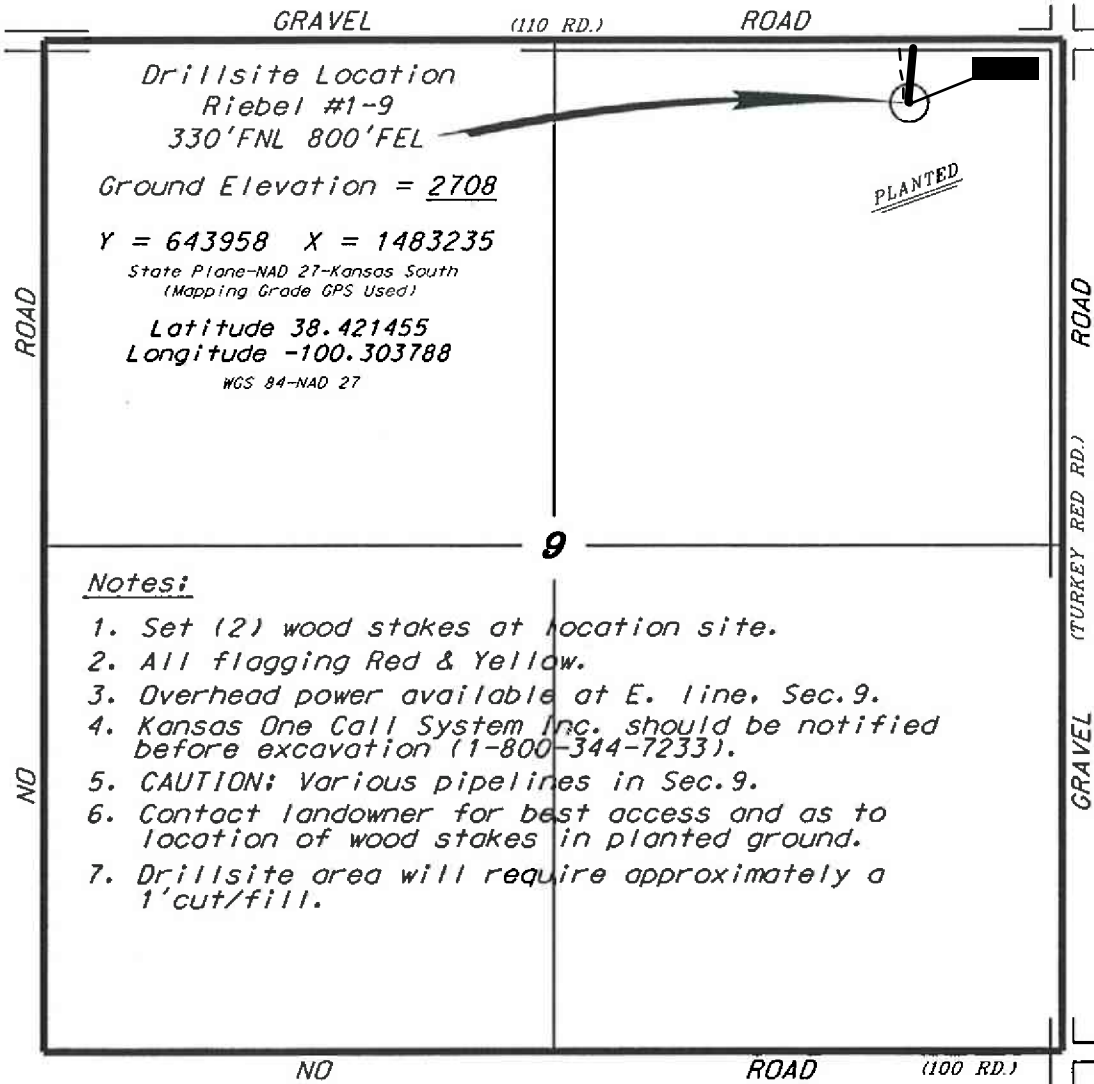 GRAVEL (110 RD.) ROAD
Drillsite Location
Riebel #1-9
330'FNL 800'FEL
Ground Elevation = 2708
Y = 643958 X = 1483235
State Plane-NAD 27-Kansas South
(Mapping Grade GPS Used)
Latitude 38.421455
Longitude -100.303788
WGS 84-NAD 27
PLANTED
NO ROAD
GRAVEL (TURKEY RED RD.) ROAD
9
Notes:
1. Set (2) wood stakes at location site.
2. All flagging Red & Yellow.
3. Overhead power available at E. line, Sec.9.
4. Kansas One Call System Inc. should be notified
before excavation (1-800-344-7233).
5. CAUTION: Various pipelines in Sec.9.
6. Contact landowner for best access and as to
location of wood stakes in planted ground.
7. Drillsite area will require approximately a
1'cut/fill.
NO ROAD (100 RD.)